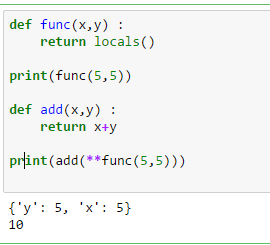 def func(x,y) :
    return locals()
print(func(5,5))
def add(x,y) :
    return x+y
print(add(**func(5,5)))
{'y': 5, 'x': 5}
10